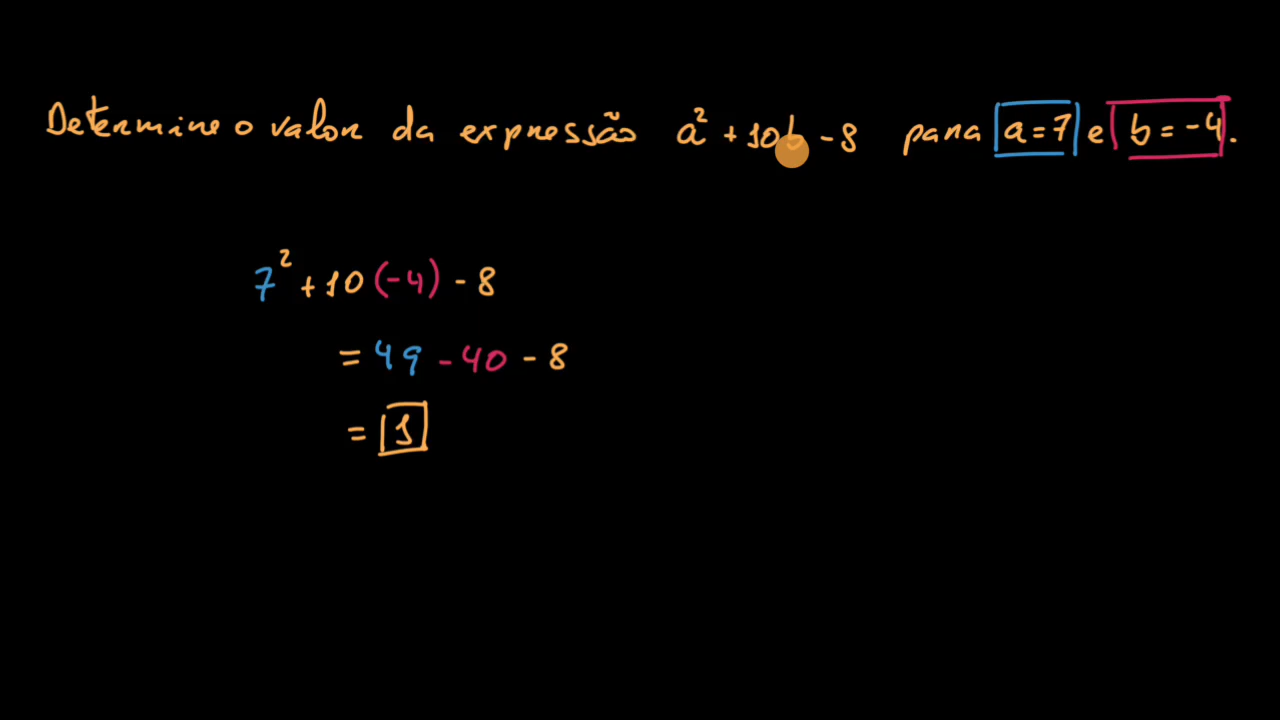 Determine o valor da expressão a² + 10b - 8 para a = 7 e b = -4.
7² + 10 (-4) - 8
= 49 - 40 - 8
= 1